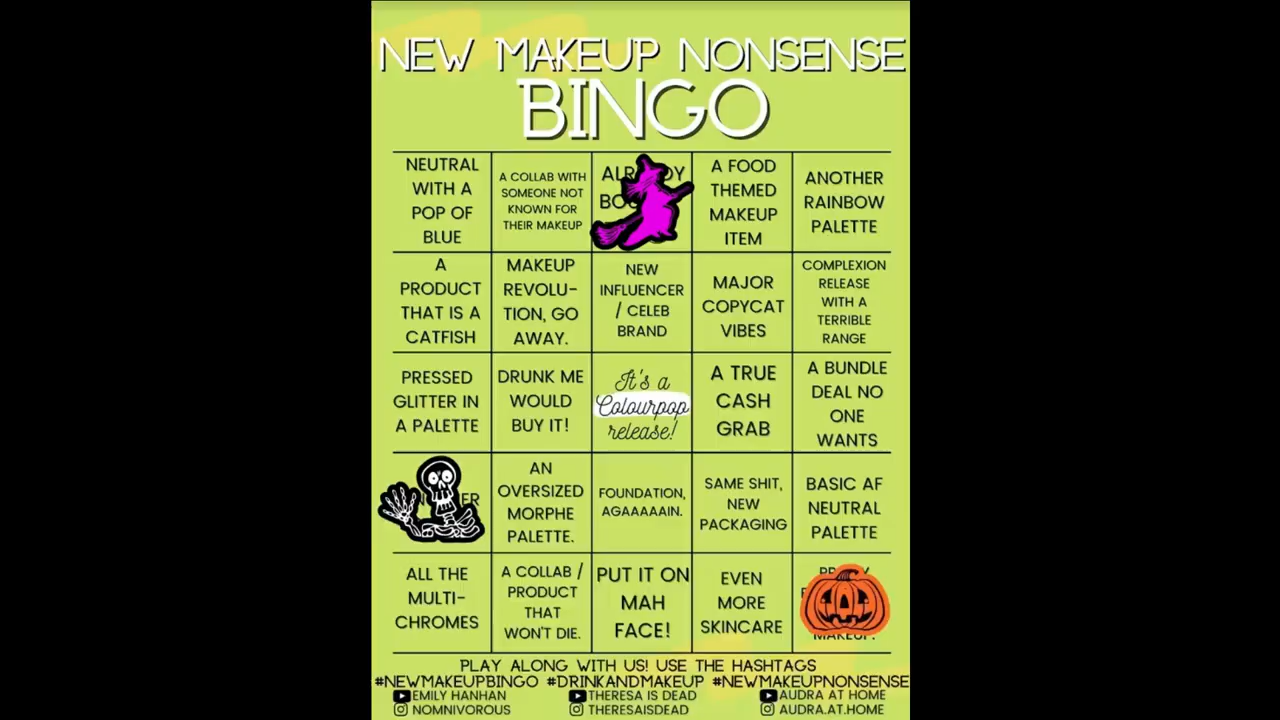 NEW MAKEUP NONSENSE
BINGO
NEUTRAL
WITH A
POP OF
BLUE
A COLLAB WITH
SOMEONE NOT
KNOWN FOR
THEIR MAKEUP
A FOOD
THEMED
MAKEUP
ITEM
ANOTHER
RAINBOW
PALETTE
A
PRODUCT
THAT IS A
CATFISH
MAKEUP
REVOLU-
TION, GO
AWAY.
NEW
INFLUENCER
/ CELEB
BRAND
MAJOR
COPYCAT
VIBES
COMPLEXION
RELEASE
WITH A
TERRIBLE
RANGE
PRESSED
GLITTER IN
A PALETTE
DRUNK ME
WOULD
BUY IT!
It's a
Colourpop
release!
A TRUE
CASH
GRAB
A BUNDLE
DEAL NO
ONE
WANTS
AN
OVERSIZED
MORPHE
PALETTE.
FOUNDATION,
AGAAAAAIN.
SAME SHIT,
NEW
PACKAGING
BASIC AF
NEUTRAL
PALETTE
ALL THE
MULTI-
CHROMES
A COLLAB /
PRODUCT
THAT
WON'T DIE.
PUT IT ON
MAH
FACE!
EVEN
MORE
SKINCARE
MAKEUP.
PLAY ALONG WITH US! USE THE HASHTAGS
#NEWMAKEUPBINGO #DRINKANDMAKEUP #NEWMAKEUPNONSENSE
EMILY HANHAN THERESA IS DEAD AUDRA AT HOME
NOMNIVOROUS THERESAISDEAD AUDRA.AT.HOME